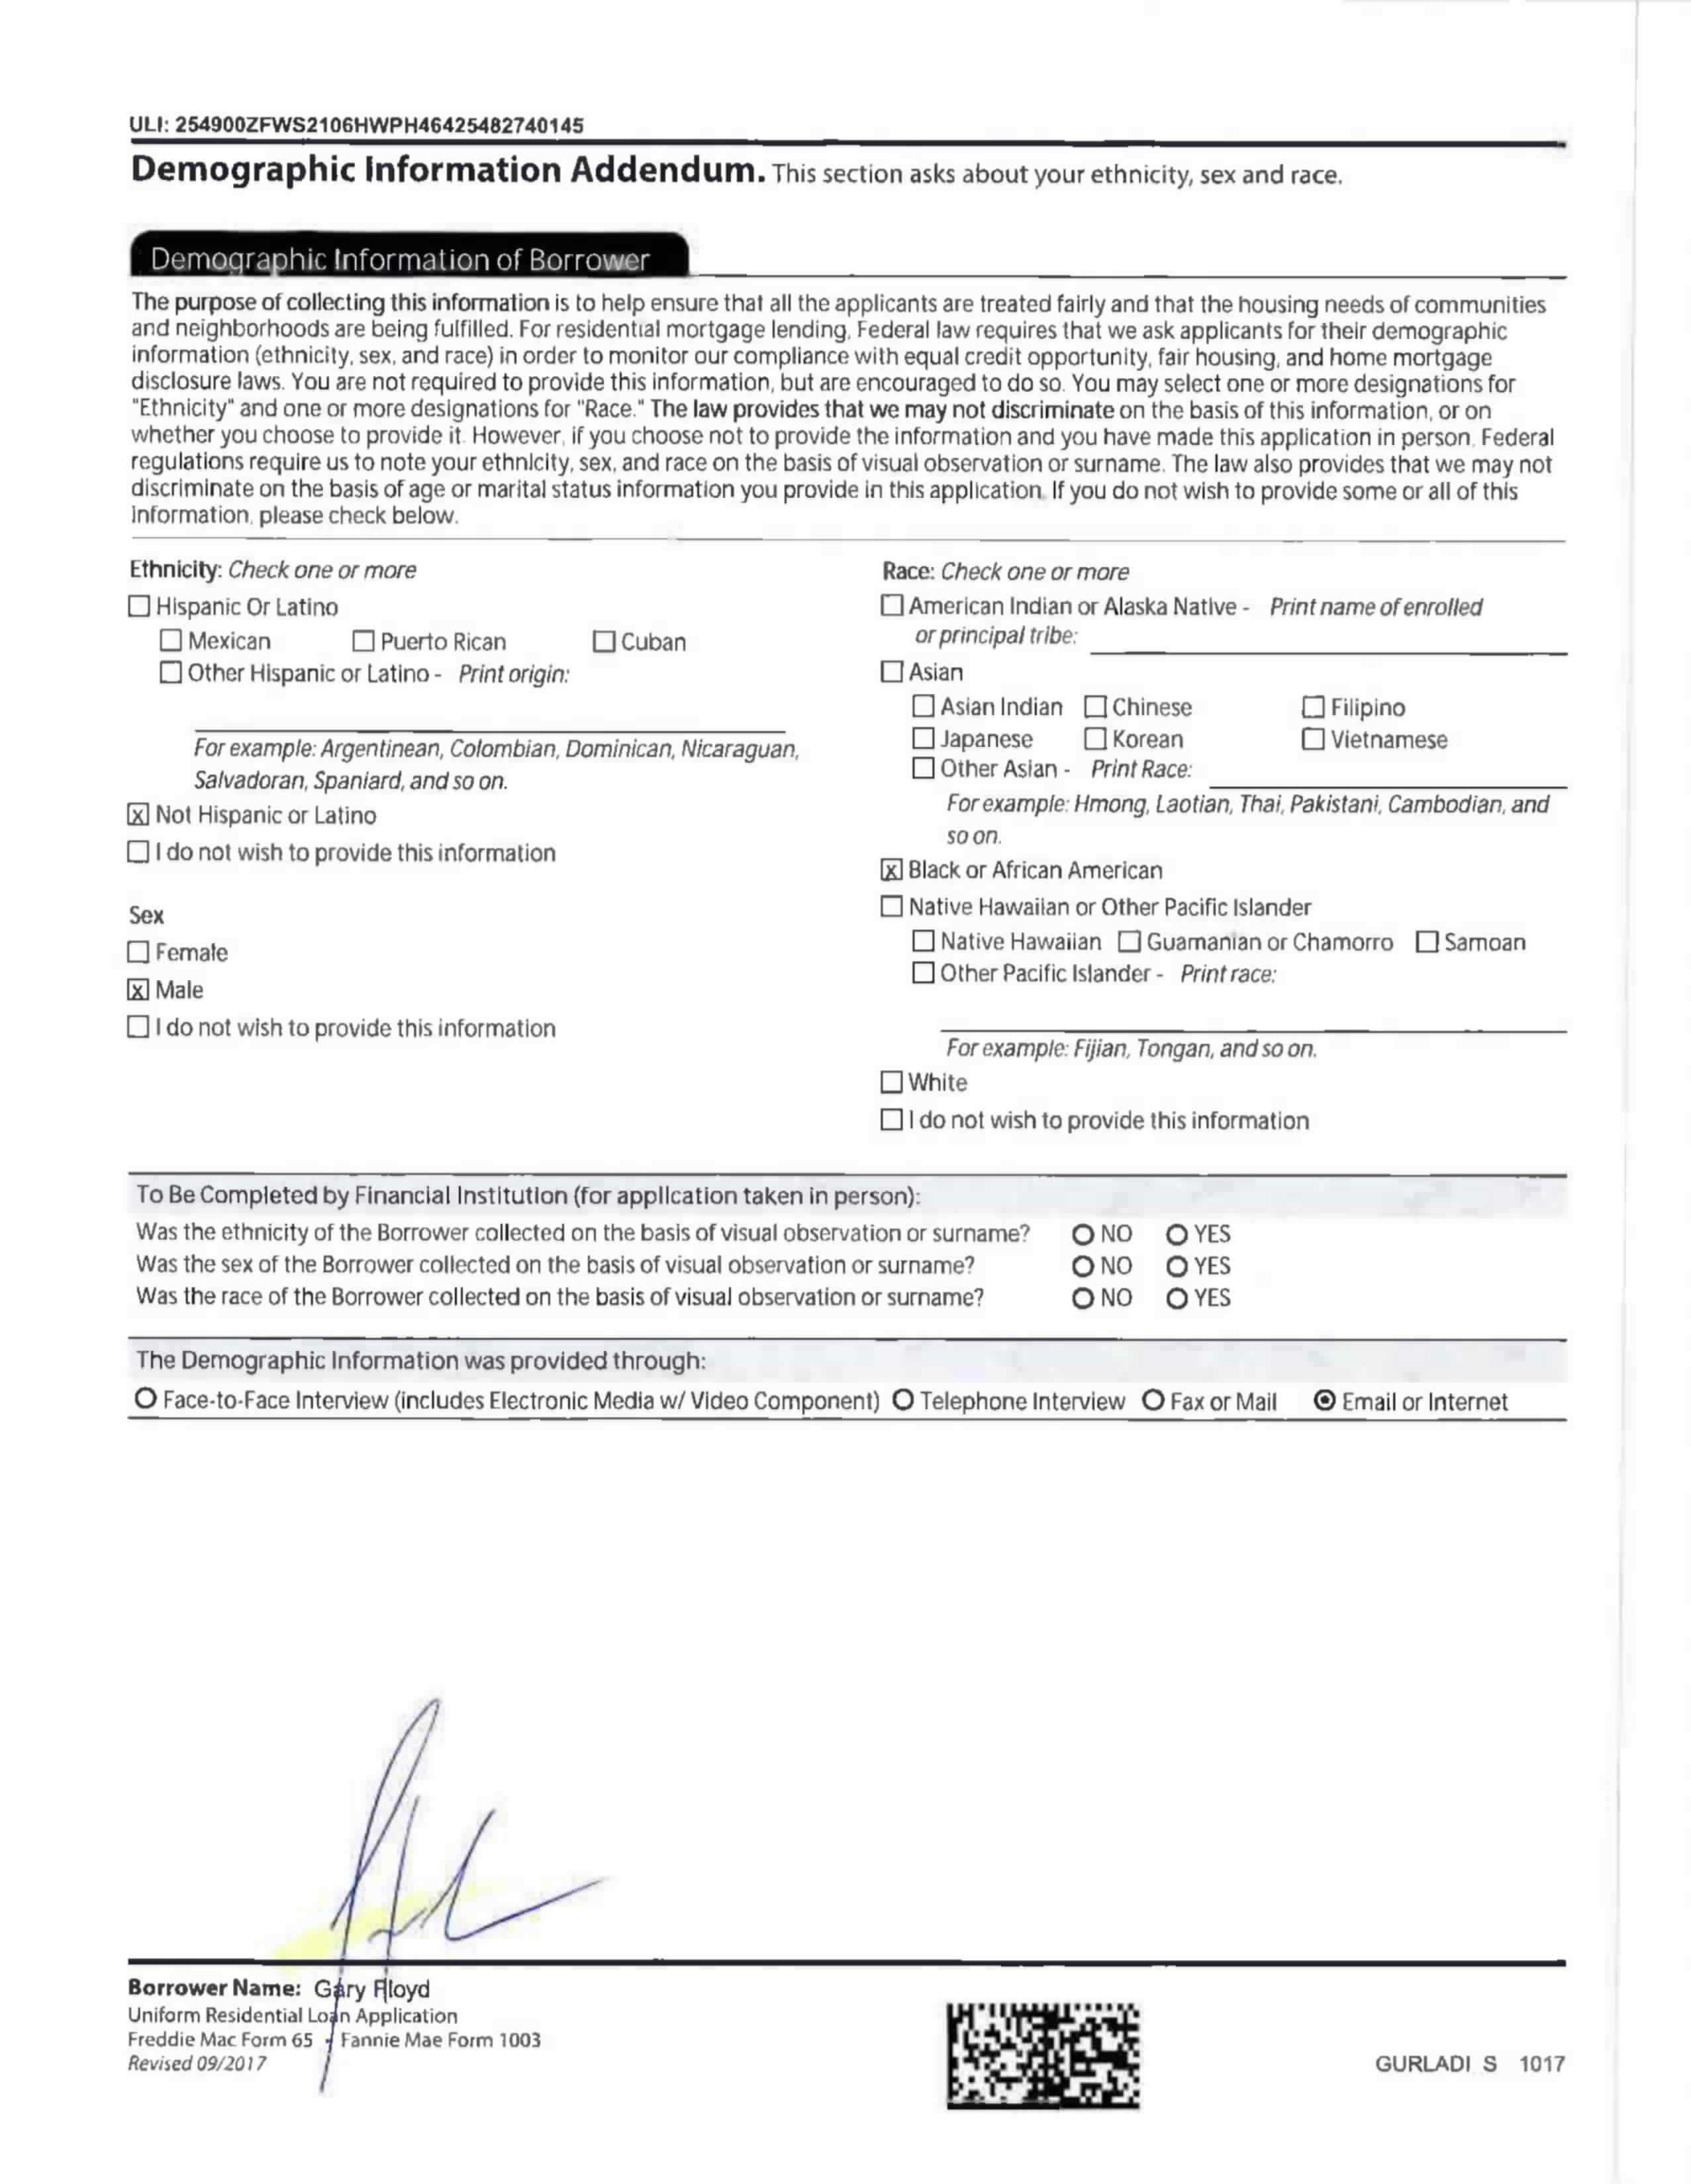 ULI: 254900ZFWS2106HWPH46425482740145
Demographic Information Addendum. This section asks about your ethnicity, sex and race.
Demographic Information of Borrower
The purpose of collecting this information is to help ensure that all the applicants are treated fairly and that the housing needs of communities
and neighborhoods are being fulfilled. For residential mortgage lending, Federal law requires that we ask applicants for their demographic
information (ethnicity, sex, and race) in order to monitor our compliance with equal credit opportunity, fair housing, and home mortgage
disclosure laws. You are not required to provide this information, but are encouraged to do so. You may select one or more designations for
"Ethnicity" and one or more designations for "Race." The law provides that we may not discriminate on the basis of this information, or on
whether you choose to provide it. However, if you choose not to provide the information and you have made this application in person, Federal
regulations require us to note your ethnicity, sex, and race on the basis of visual observation or surname. The law also provides that we may not
discriminate on the basis of age or marital status information you provide in this application. If you do not wish to provide some or all of this
information, please check below.
Ethnicity: Check one or more
☐ Hispanic Or Latino
☐ Mexican ☐ Puerto Rican ☐ Cuban
☐ Other Hispanic or Latino - Print origin:
For example: Argentinean, Colombian, Dominican, Nicaraguan,
Salvadoran, Spaniard, and so on.
☒ Not Hispanic or Latino
☐ I do not wish to provide this information
Sex
☐ Female
☒ Male
☐ I do not wish to provide this information
Race: Check one or more
☐ American Indian or Alaska Native - Print name of enrolled
or principal tribe:
☐ Asian
☐ Asian Indian ☐ Chinese ☐ Filipino
☐ Japanese ☐ Korean ☐ Vietnamese
☐ Other Asian - Print Race:
For example: Hmong, Laotian, Thai, Pakistani, Cambodian, and
so on.
☒ Black or African American
☐ Native Hawaiian or Other Pacific Islander
☐ Native Hawaiian ☐ Guamanian or Chamorro ☐ Samoan
☐ Other Pacific Islander - Print race:
For example: Fijian, Tongan, and so on.
☐ White
☐ I do not wish to provide this information
To Be Completed by Financial Institution (for application taken in person):
Was the ethnicity of the Borrower collected on the basis of visual observation or surname? ○ NO ○ YES
Was the sex of the Borrower collected on the basis of visual observation or surname? ○ NO ○ YES
Was the race of the Borrower collected on the basis of visual observation or surname? ○ NO ○ YES
The Demographic Information was provided through:
○ Face-to-Face Interview (includes Electronic Media w/ Video Component) ○ Telephone Interview ○ Fax or Mail ◉ Email or Internet
Borrower Name: Gary Floyd
Uniform Residential Loan Application
Freddie Mac Form 65 / Fannie Mae Form 1003
Revised 09/2017
GURLADI S 1017